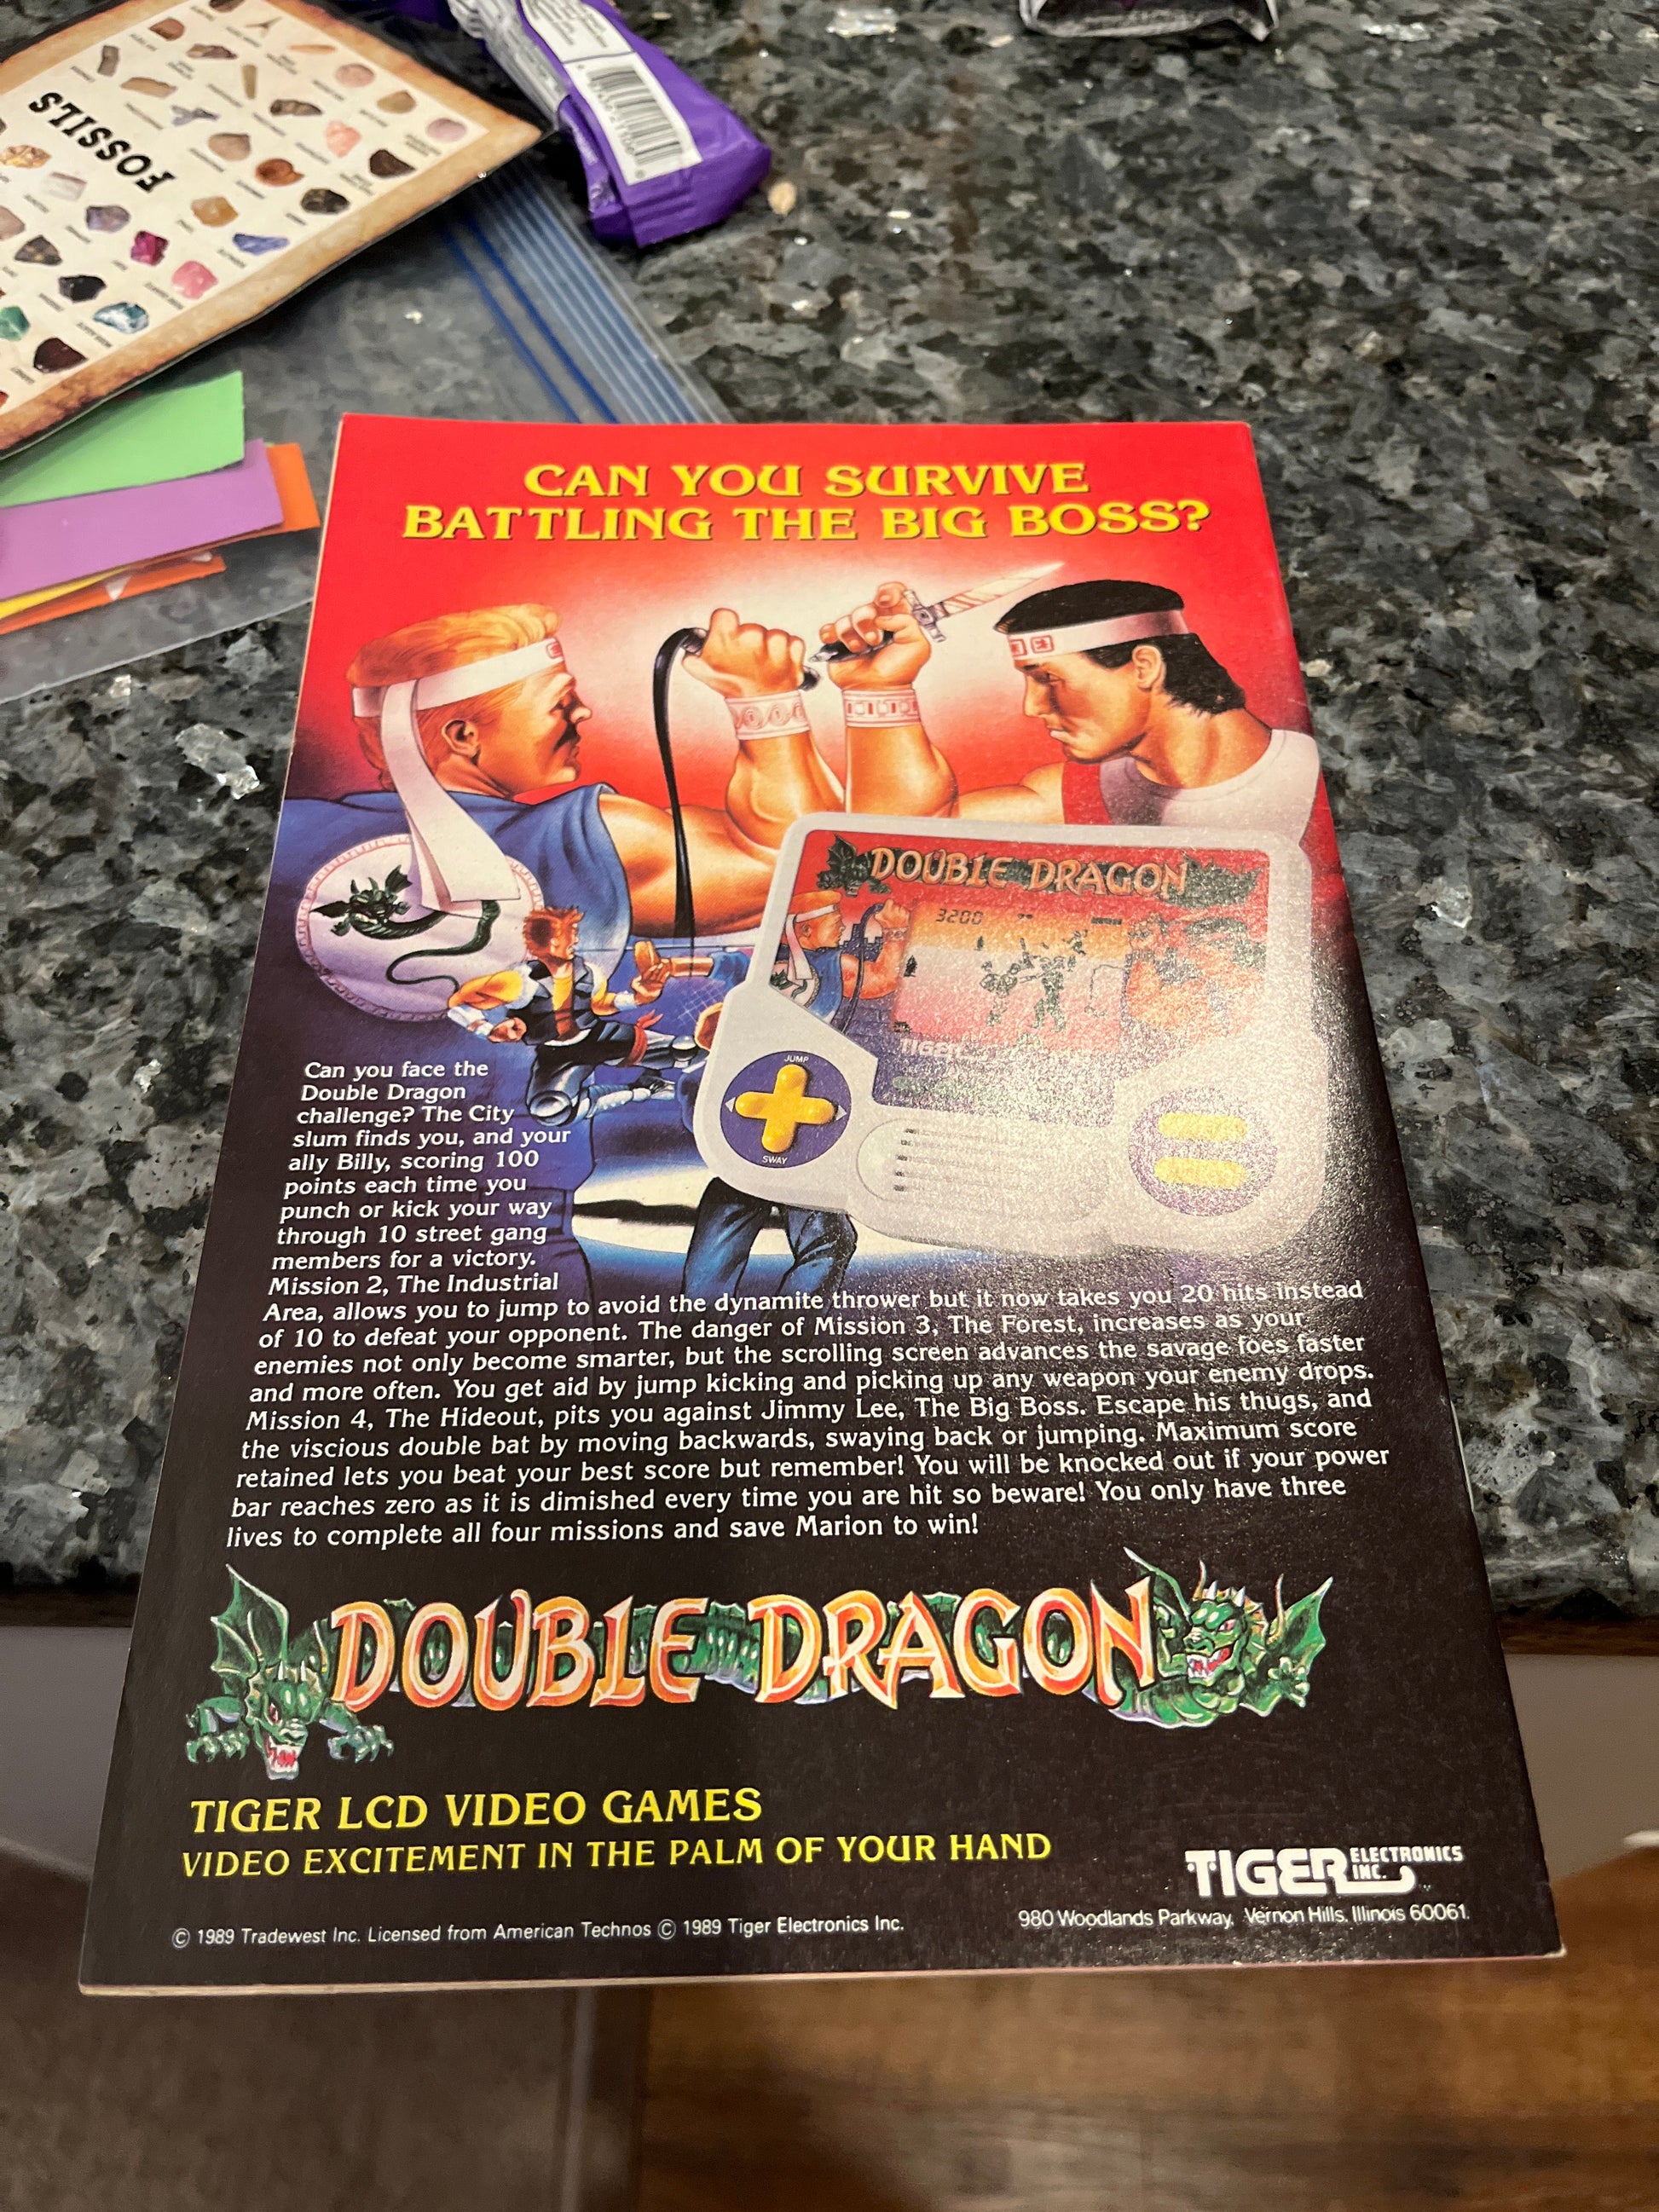 FOSSILS
CAN YOU SURVIVE
BATTLING THE BIG BOSS?
DOUBLE DRAGON
3200
TIGER
JUMP
SWAY
Can you face the
Double Dragon
challenge? The City
slum finds you, and your
ally Billy, scoring 100
points each time you
punch or kick your way
through 10 street gang
members for a victory.
Mission 2, The Industrial
Area, allows you to jump to avoid the dynamite thrower but it now takes you 20 hits instead
of 10 to defeat your opponent. The danger of Mission 3, The Forest, increases as your
enemies not only become smarter, but the scrolling screen advances the savage foes faster
and more often. You get aid by jump kicking and picking up any weapon your enemy drops.
Mission 4, The Hideout, pits you against Jimmy Lee, The Big Boss. Escape his thugs, and
the viscious double bat by moving backwards, swaying back or jumping. Maximum score
retained lets you beat your best score but remember! You will be knocked out if your power
bar reaches zero as it is dimished every time you are hit so beware! You only have three
lives to complete all four missions and save Marion to win!
DOUBLE DRAGON
TIGER LCD VIDEO GAMES
VIDEO EXCITEMENT IN THE PALM OF YOUR HAND
TIGER ELECTRONICS
INC.
© 1989 Tradewest Inc. Licensed from American Technos © 1989 Tiger Electronics Inc.
980 Woodlands Parkway, Vernon Hills, Illinois 60061.